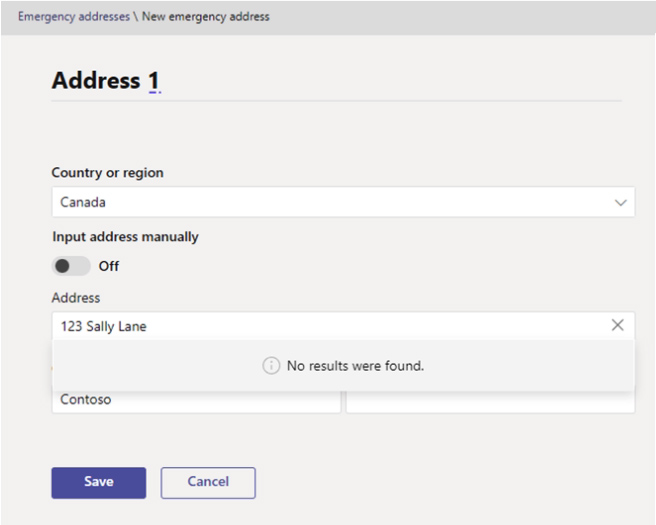 Emergency addresses \ New emergency address
Address 1
Country or region
Canada
Input address manually
Off
Address
123 Sally Lane
No results were found.
Contoso
Save Cancel